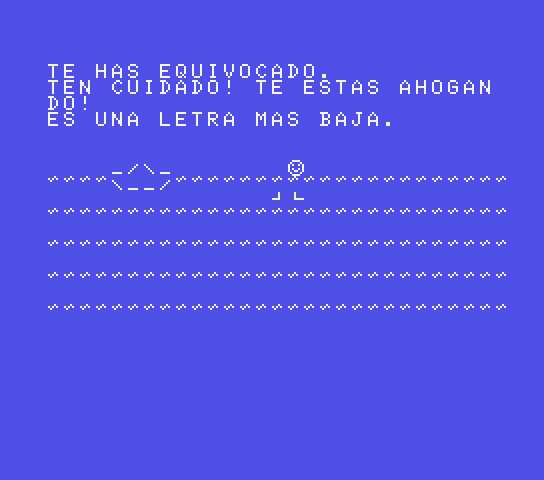 TE HAS EQUIVOCADO.
TEN CUIDADO! TE ESTAS AHOGAN
DO!
ES UNA LETRA MAS BAJA.